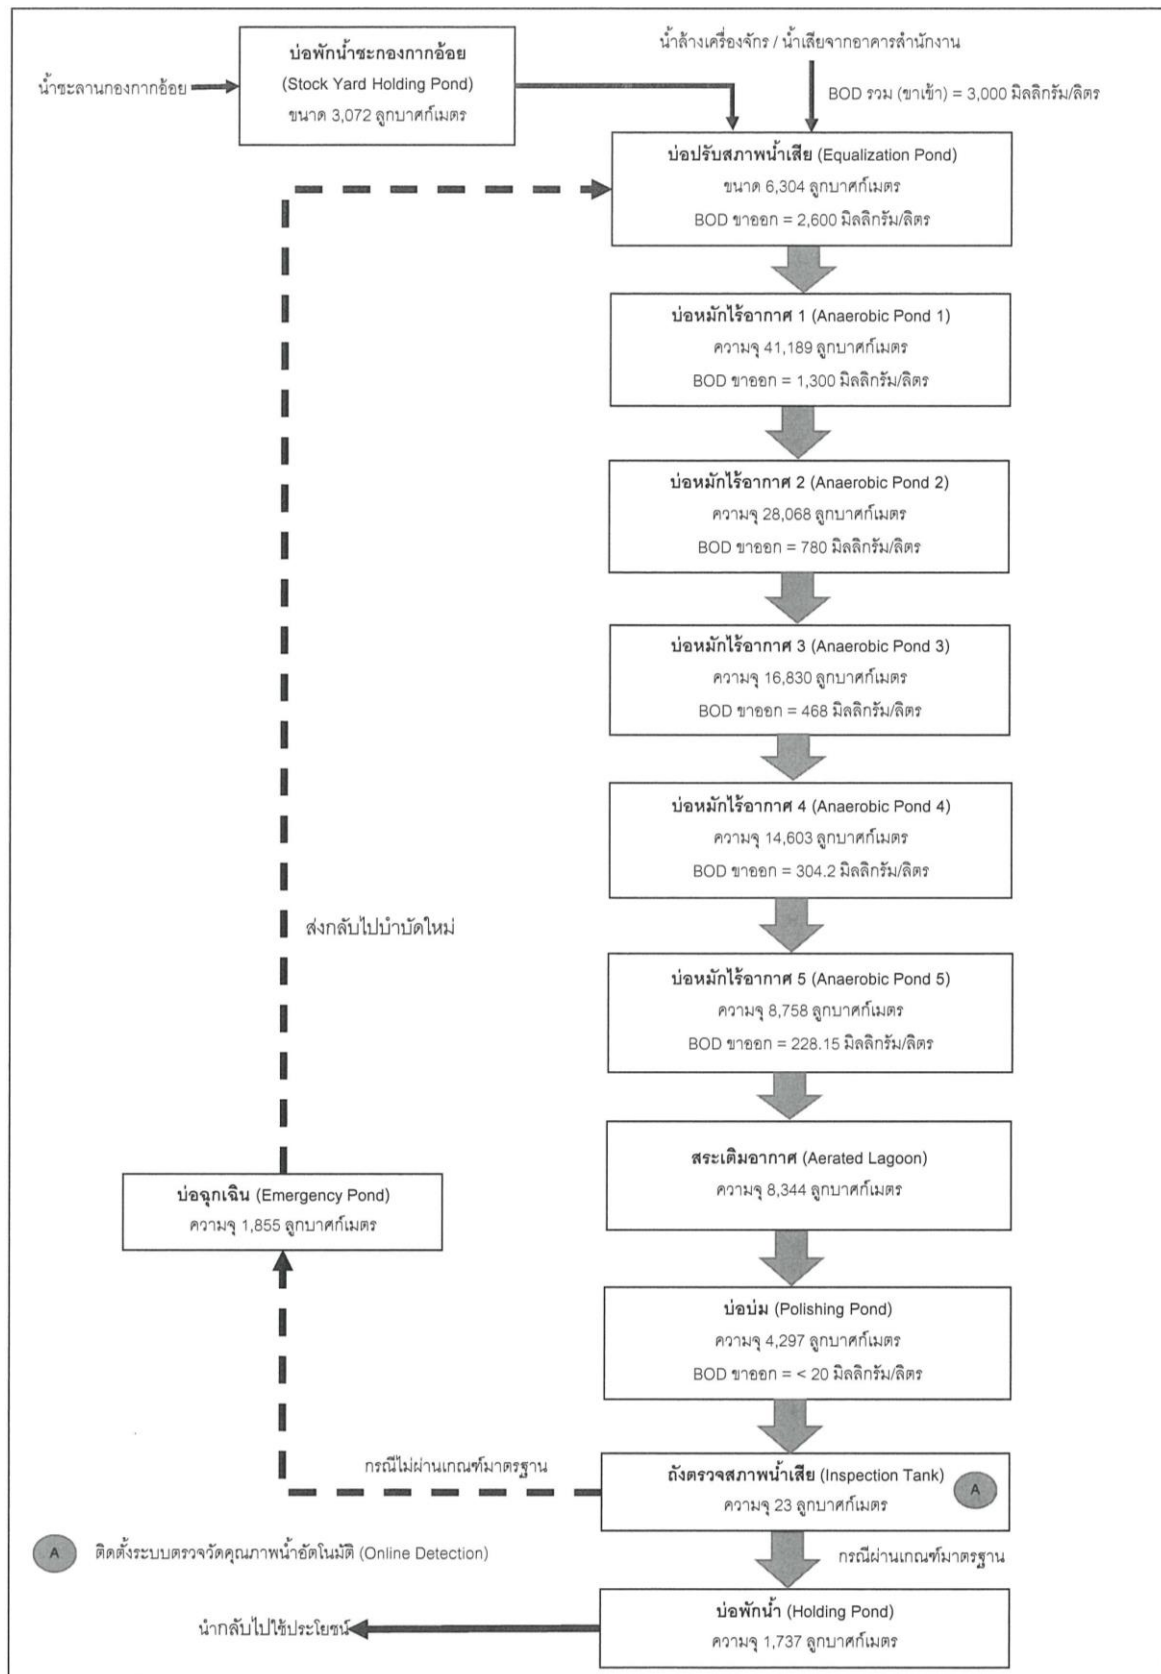 น้ำชะลานกองกากอ้อย
บ่อพักน้ำชะกองกากอ้อย
(Stock Yard Holding Pond)
ขนาด 3,072 ลูกบาศก์เมตร
น้ำล้างเครื่องจักร / น้ำเสียจากอาคารสำนักงาน
BOD รวม (ขาเข้า) = 3,000 มิลลิกรัม/ลิตร
บ่อปรับสภาพน้ำเสีย (Equalization Pond)
ขนาด 6,304 ลูกบาศก์เมตร
BOD ขาออก = 2,600 มิลลิกรัม/ลิตร
บ่อหมักไร้อากาศ 1 (Anaerobic Pond 1)
ความจุ 41,189 ลูกบาศก์เมตร
BOD ขาออก = 1,300 มิลลิกรัม/ลิตร
บ่อหมักไร้อากาศ 2 (Anaerobic Pond 2)
ความจุ 28,068 ลูกบาศก์เมตร
BOD ขาออก = 780 มิลลิกรัม/ลิตร
บ่อหมักไร้อากาศ 3 (Anaerobic Pond 3)
ความจุ 16,830 ลูกบาศก์เมตร
BOD ขาออก = 468 มิลลิกรัม/ลิตร
บ่อหมักไร้อากาศ 4 (Anaerobic Pond 4)
ความจุ 14,603 ลูกบาศก์เมตร
BOD ขาออก = 304.2 มิลลิกรัม/ลิตร
ส่งกลับไปบำบัดใหม่
บ่อหมักไร้อากาศ 5 (Anaerobic Pond 5)
ความจุ 8,758 ลูกบาศก์เมตร
BOD ขาออก = 228.15 มิลลิกรัม/ลิตร
สระเติมอากาศ (Aerated Lagoon)
ความจุ 8,344 ลูกบาศก์เมตร
บ่อฉุกเฉิน (Emergency Pond)
ความจุ 1,855 ลูกบาศก์เมตร
บ่อบ่ม (Polishing Pond)
ความจุ 4,297 ลูกบาศก์เมตร
BOD ขาออก = < 20 มิลลิกรัม/ลิตร
กรณีไม่ผ่านเกณฑ์มาตรฐาน
ถังตรวจสภาพน้ำเสีย (Inspection Tank)
ความจุ 23 ลูกบาศก์เมตร
A
A ติดตั้งระบบตรวจวัดคุณภาพน้ำอัตโนมัติ (Online Detection)
กรณีผ่านเกณฑ์มาตรฐาน
บ่อพักน้ำ (Holding Pond)
ความจุ 1,737 ลูกบาศก์เมตร
นำกลับไปใช้ประโยชน์